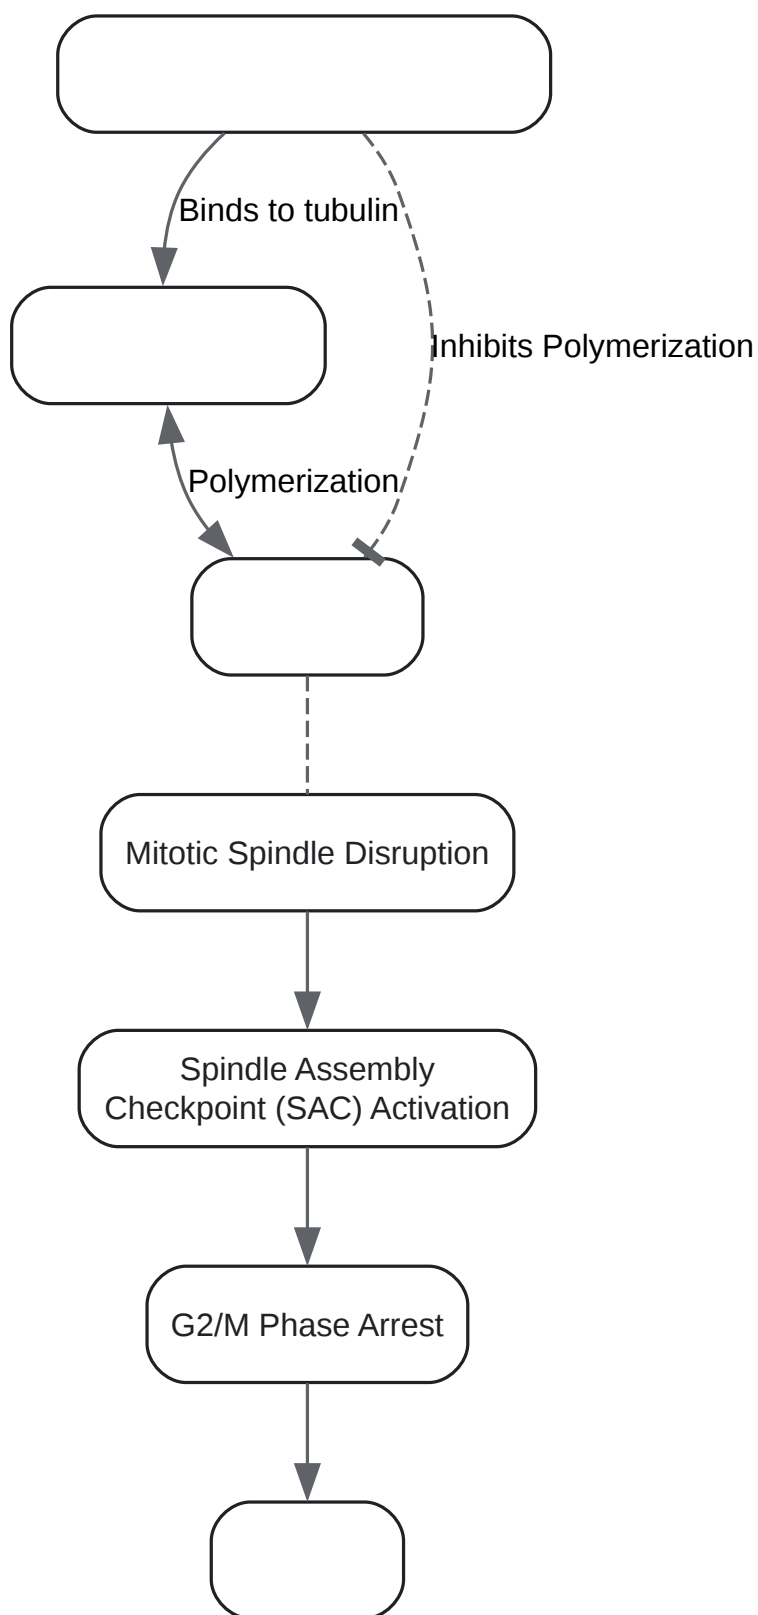 Binds to tubulin
Inhibits Polymerization
Polymerization
Mitotic Spindle Disruption
Spindle Assembly
Checkpoint (SAC) Activation
G2/M Phase Arrest